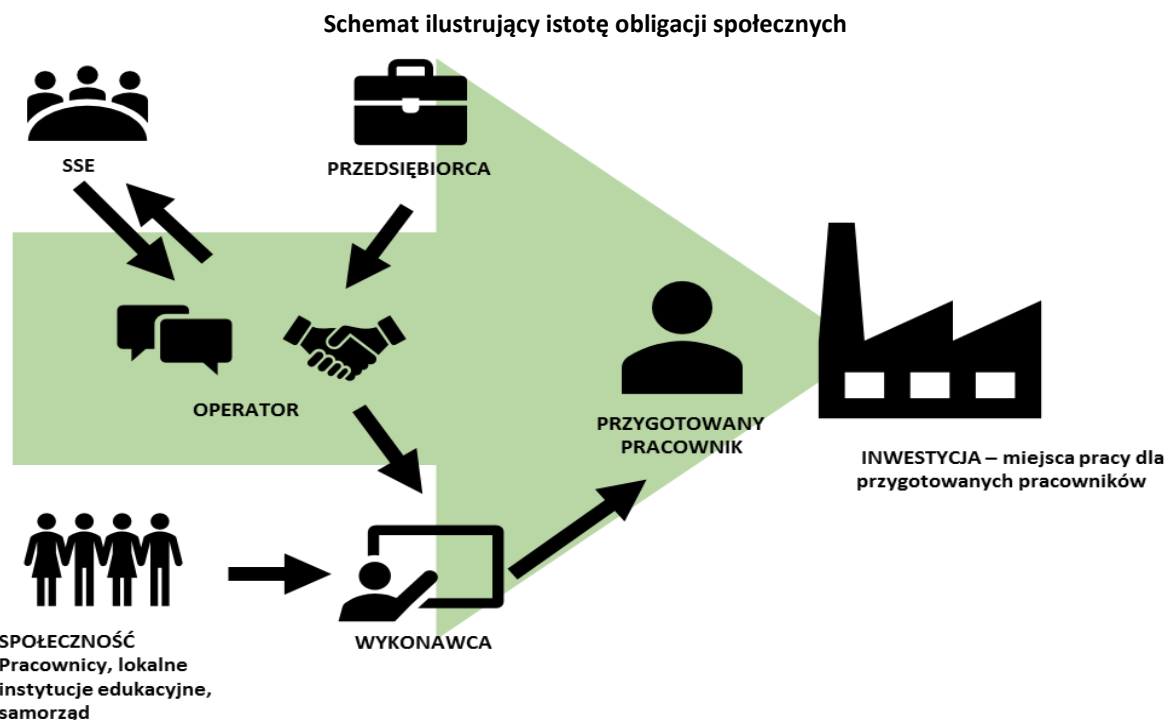 Schemat ilustrujący istotę obligacji społecznych
SSE
PRZEDSIĘBIORCA
OPERATOR
PRZYGOTOWANY
PRACOWNIK
INWESTYCJA – miejsca pracy dla
przygotowanych pracowników
SPOŁECZNOŚĆ
Pracownicy, lokalne
instytucje edukacyjne,
samorząd
WYKONAWCA